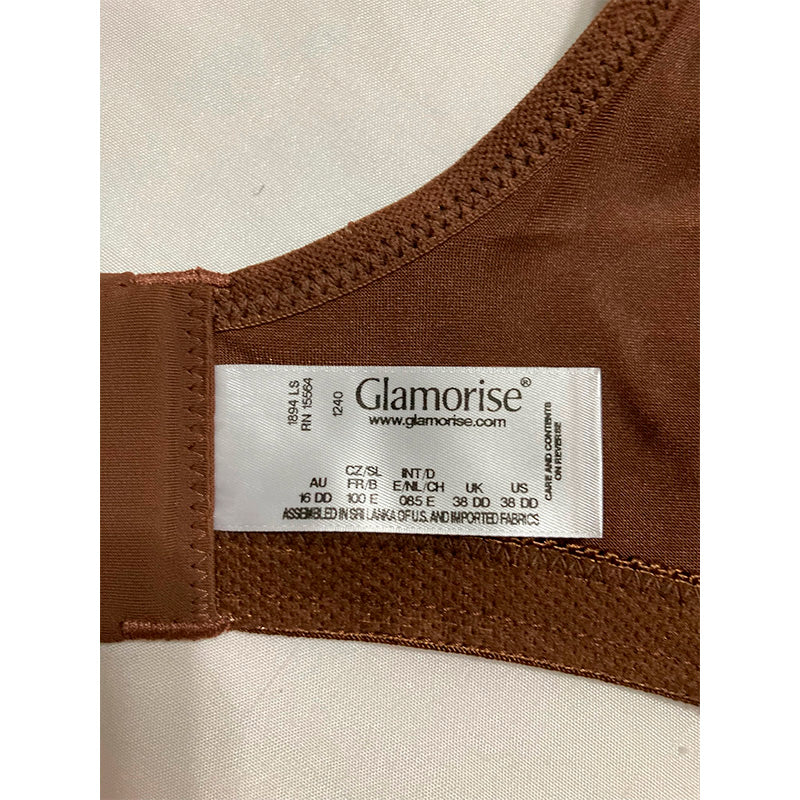 1894 LS
RN 15564
1240
Glamorise®
www.glamorise.com
CARE AND CONTENTS
ON REVERSE
CZ/SL INT/D
AU FR/B E/NL/CH UK US
16 DD 100 E 085 E 38 DD 38 DD
ASSEMBLED IN SRI LANKA OF U.S. AND IMPORTED FABRICS